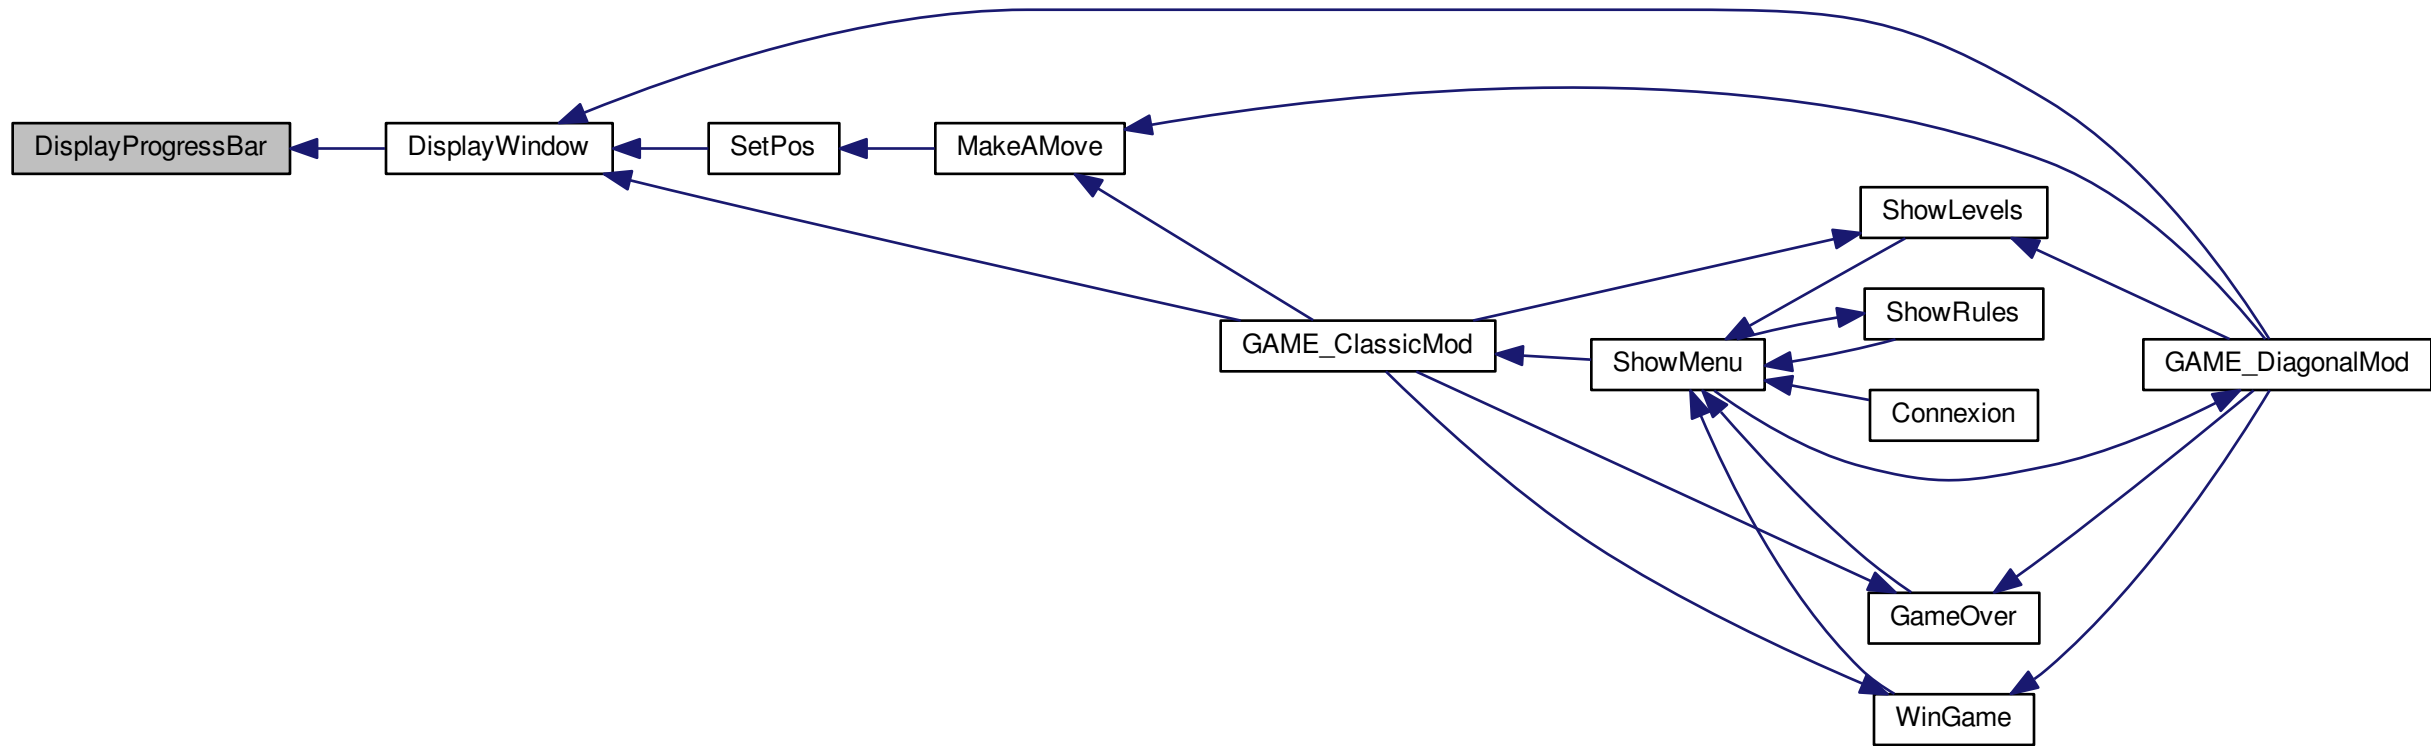 DisplayProgressBar
DisplayWindow
SetPos
MakeAMove
ShowLevels
ShowRules
GAME_ClassicMod
ShowMenu
GAME_DiagonalMod
Connexion
GameOver
WinGame